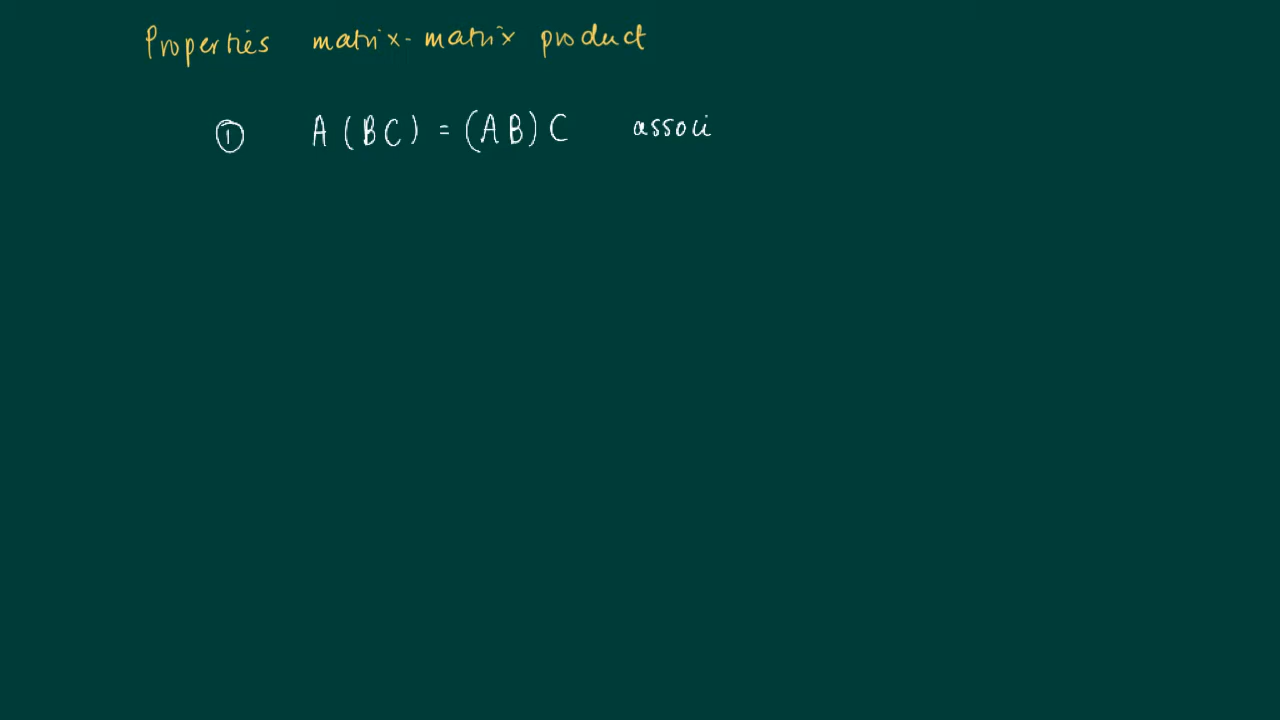 Properties matrix-matrix product
① A(BC) = (AB)C associ